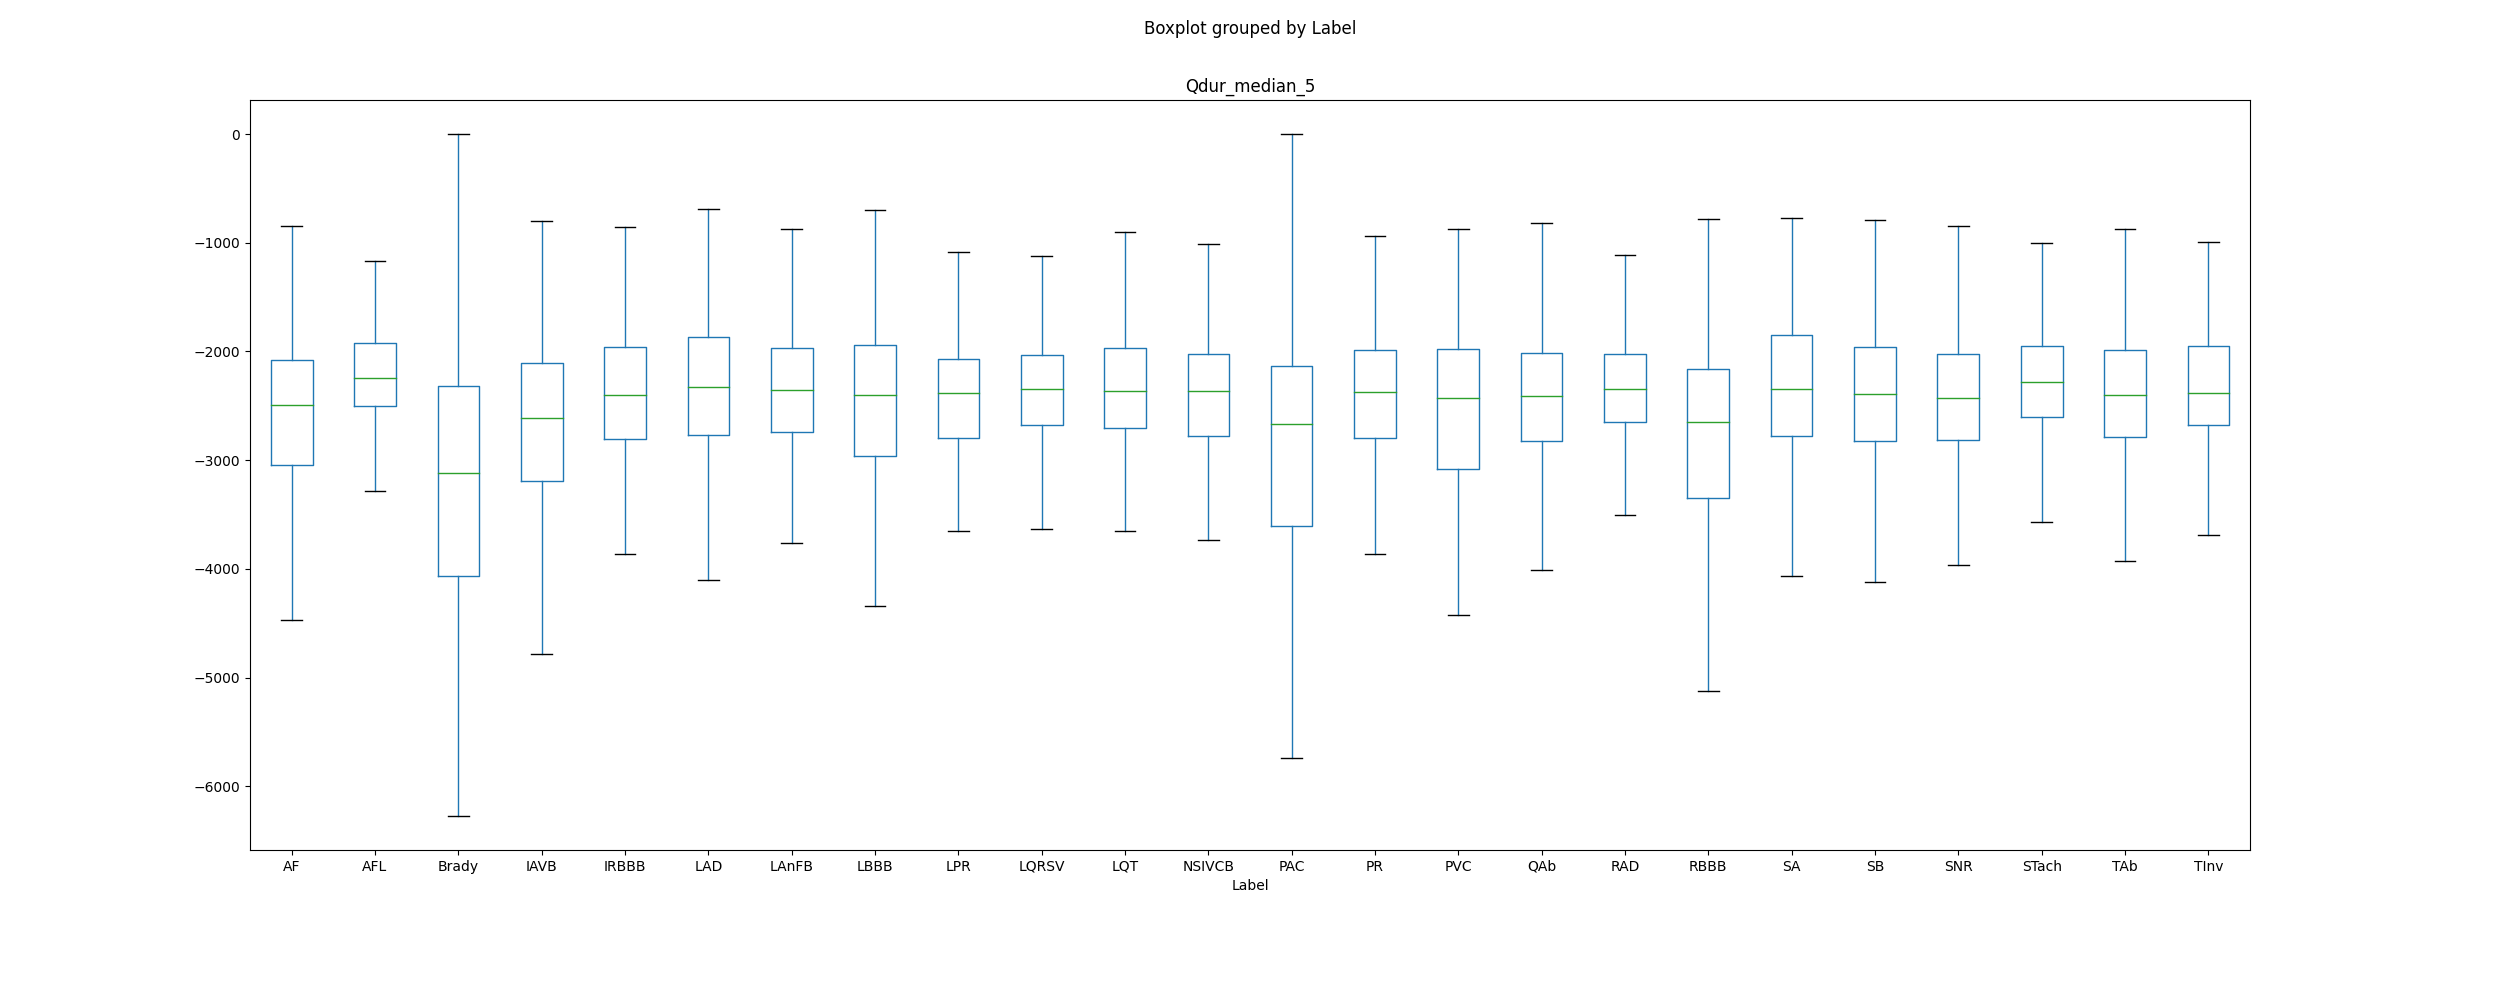 Boxplot grouped by Label
Qdur_median_5
0
−1000
−2000
−3000
−4000
−5000
−6000
AF AFL Brady IAVB IRBBB LAD LAnFB LBBB LPR LQRSV LQT NSIVCB PAC PR PVC QAb RAD RBBB SA SB SNR STach TAb TInv
Label